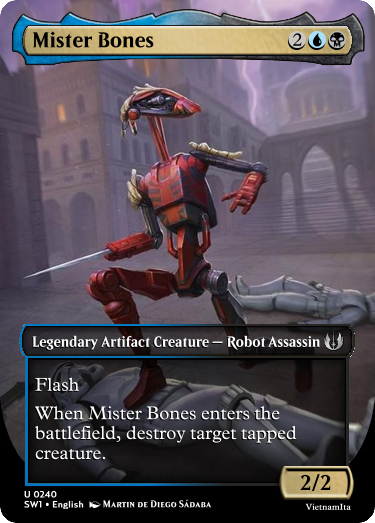 Mister Bones 2
Legendary Artifact Creature — Robot Assassin
Flash
When Mister Bones enters the
battlefield, destroy target tapped
creature.
2/2
U 0240
SW1 • English Martin de Diego Sádaba
VietnamIta